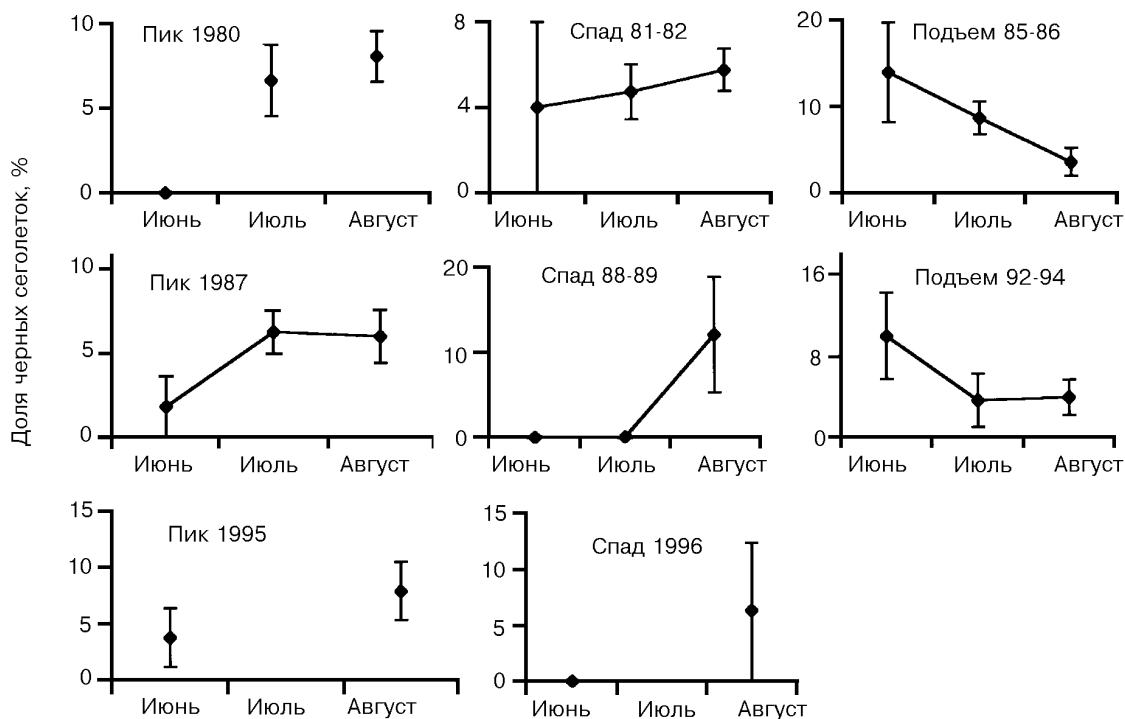 Доля черных сеголеток, %
Пик 1980
10
5
0
Июнь Июль Август
Спад 81-82
8
4
0
Июнь Июль Август
Подъем 85-86
20
10
0
Июнь Июль Август
Пик 1987
10
5
0
Июнь Июль Август
Спад 88-89
20
10
0
Июнь Июль Август
Подъем 92-94
16
8
0
Июнь Июль Август
Пик 1995
15
10
5
0
Июнь Июль Август
Спад 1996
15
10
5
0
Июнь Июль Август